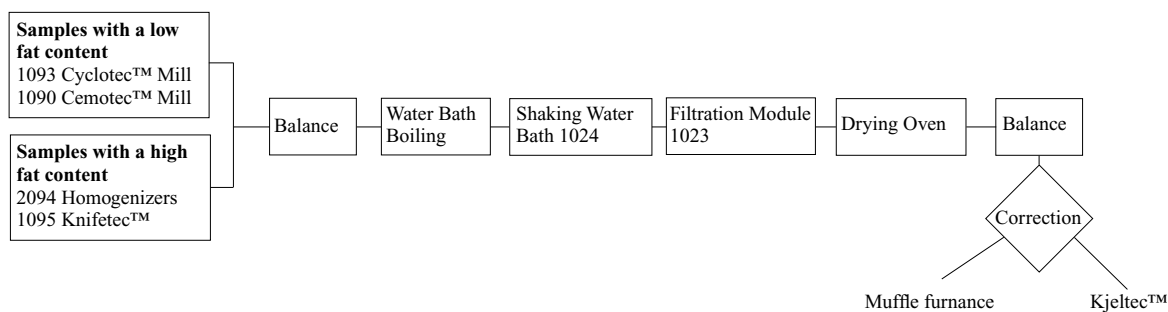 Samples with a low
fat content
1093 Cyclotec™ Mill
1090 Cemotec™ Mill
Samples with a high
fat content
2094 Homogenizers
1095 Knifetec™
Balance
Water Bath
Boiling
Shaking Water
Bath 1024
Filtration Module
1023
Drying Oven
Balance
Correction
Muffle furnance
Kjeltec™